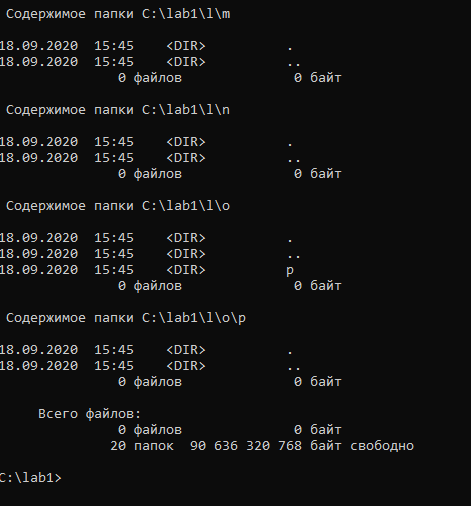 Содержимое папки C:\lab1\l\m
18.09.2020  15:45    <DIR>          .
18.09.2020  15:45    <DIR>          ..
0 файлов              0 байт
Содержимое папки C:\lab1\l\n
18.09.2020  15:45    <DIR>          .
18.09.2020  15:45    <DIR>          ..
0 файлов              0 байт
Содержимое папки C:\lab1\l\o
18.09.2020  15:45    <DIR>          .
18.09.2020  15:45    <DIR>          ..
18.09.2020  15:45    <DIR>          p
0 файлов              0 байт
Содержимое папки C:\lab1\l\o\p
18.09.2020  15:45    <DIR>          .
18.09.2020  15:45    <DIR>          ..
0 файлов              0 байт
Всего файлов:
0 файлов              0 байт
20 папок  90 636 320 768 байт свободно
C:\lab1>